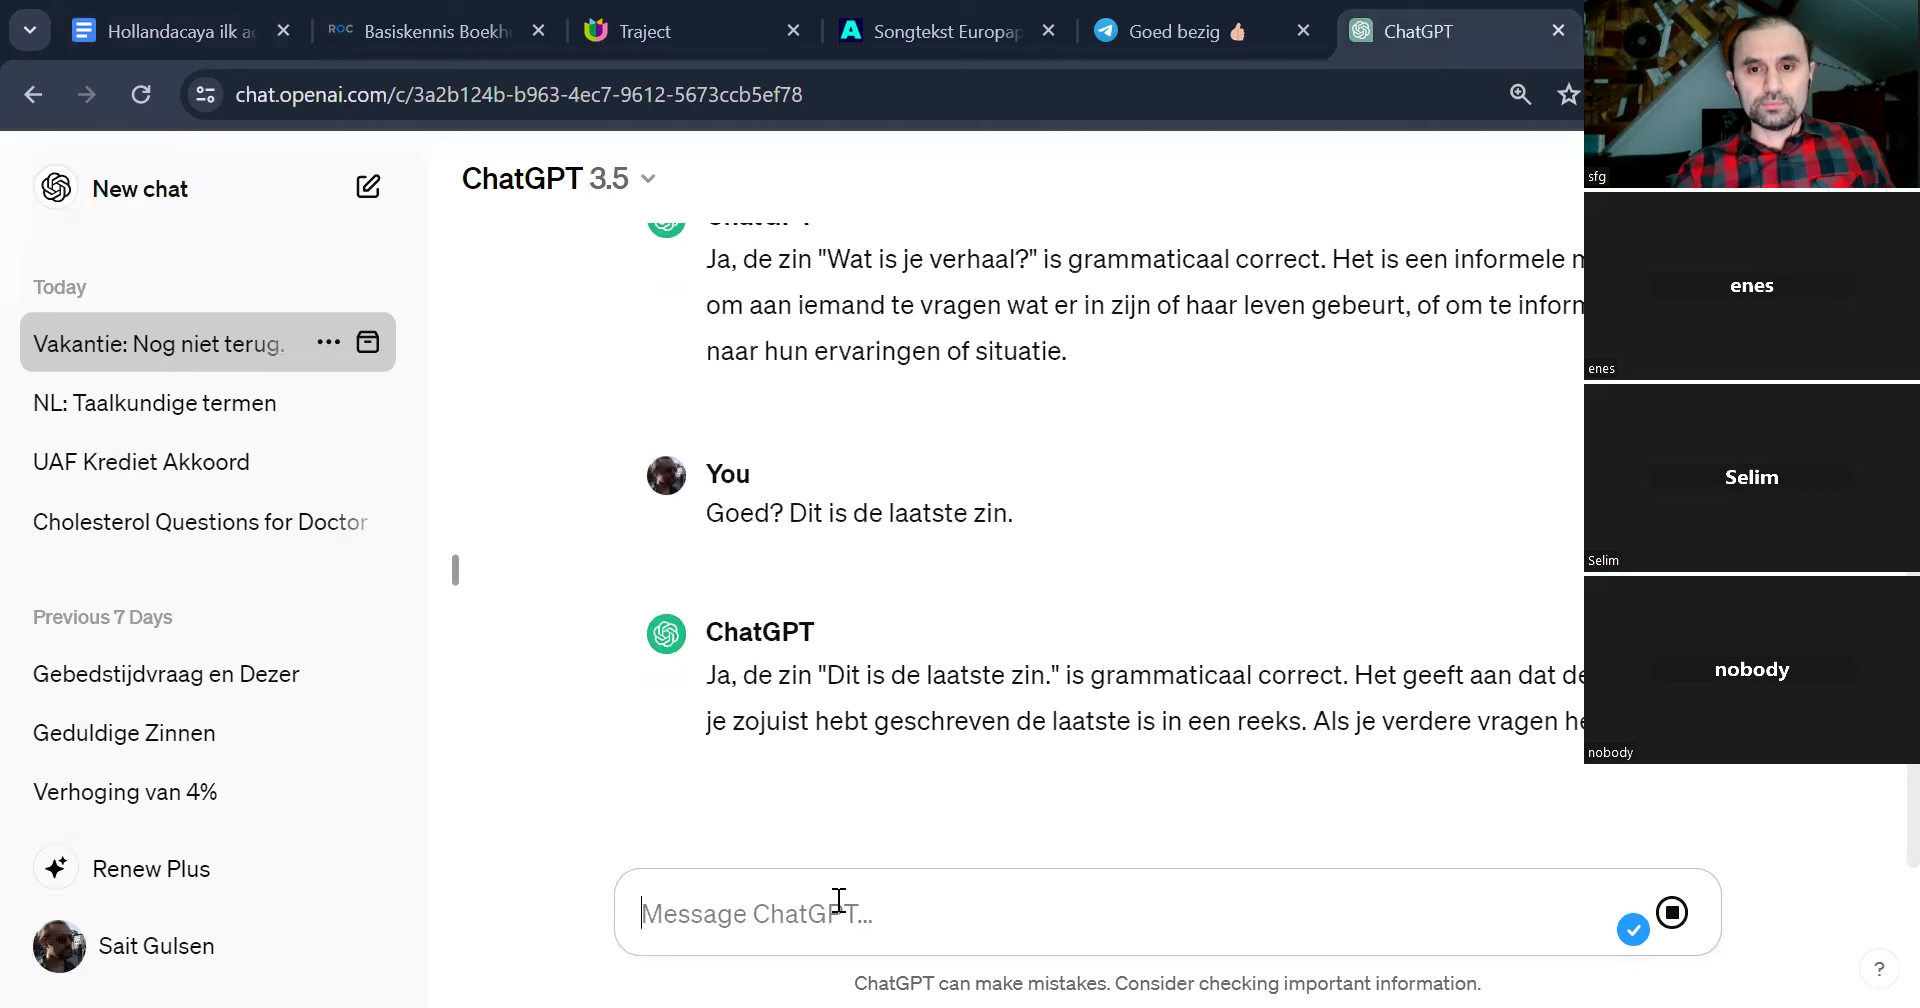 Hollandacaya ilk a
ROC Basiskennis Boekh
Traject
Songtekst Europap
Goed bezig
ChatGPT
chat.openai.com/c/3a2b124b-b963-4ec7-9612-5673ccb5ef78
sfg
New chat
ChatGPT 3.5
Today
Vakantie: Nog niet terug.
NL: Taalkundige termen
UAF Krediet Akkoord
Cholesterol Questions for Doctor
Previous 7 Days
Gebedstijdvraag en Dezer
Geduldige Zinnen
Verhoging van 4%
Renew Plus
Sait Gulsen
ChatGPT
Ja, de zin "Wat is je verhaal?" is grammaticaal correct. Het is een informele
om aan iemand te vragen wat er in zijn of haar leven gebeurt, of om te inform
naar hun ervaringen of situatie.
You
Goed? Dit is de laatste zin.
ChatGPT
Ja, de zin "Dit is de laatste zin." is grammaticaal correct. Het geeft aan dat de
je zojuist hebt geschreven de laatste is in een reeks. Als je verdere vragen he
Message ChatGPT...
ChatGPT can make mistakes. Consider checking important information.
?
enes
enes
Selim
Selim
nobody
nobody